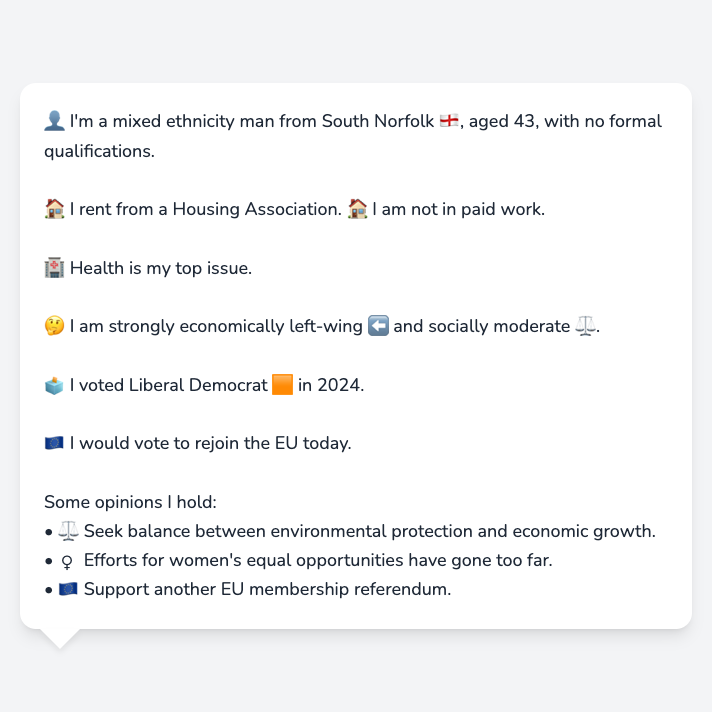 👤 I'm a mixed ethnicity man from South Norfolk 🏴󠁧󠁢󠁥󠁮󠁧󠁿, aged 43, with no formal
qualifications.
🏠 I rent from a Housing Association. 🏠 I am not in paid work.
🏥 Health is my top issue.
🤔 I am strongly economically left-wing ⬅️ and socially moderate ⚖️.
🗳️ I voted Liberal Democrat 🟧 in 2024.
🇪🇺 I would vote to rejoin the EU today.
Some opinions I hold:
• ⚖️ Seek balance between environmental protection and economic growth.
• ♀️ Efforts for women's equal opportunities have gone too far.
• 🇪🇺 Support another EU membership referendum.